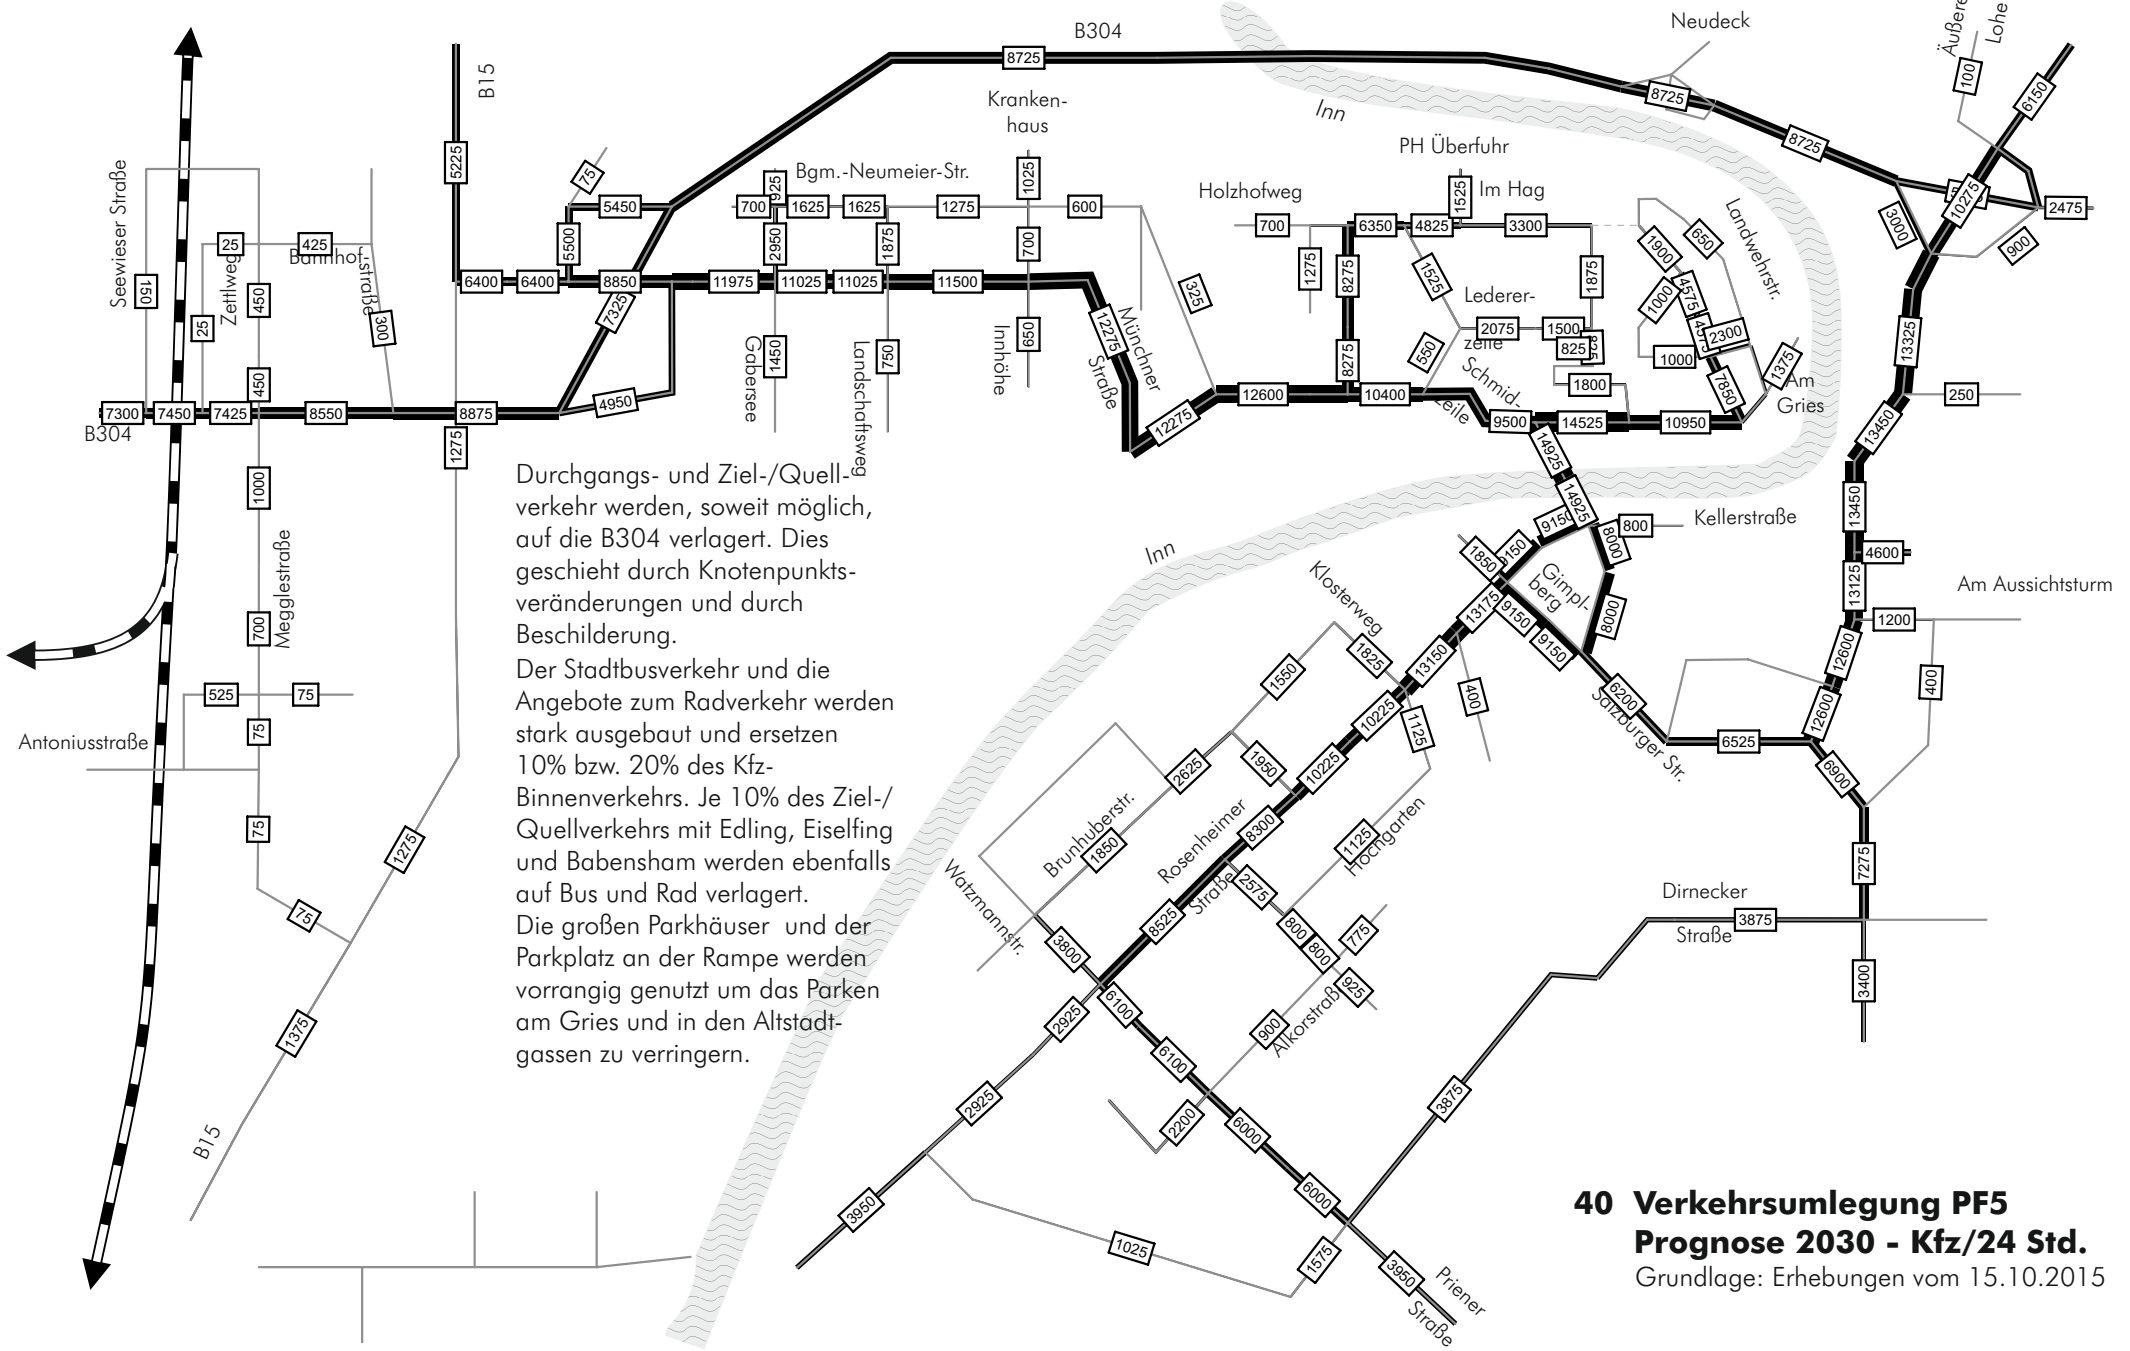 B304
8725
Neudeck
Äußere
Lohe
B15
Kranken-
haus
Inn
8725
100
6150
5225
PH Überfuhr
8725
Seewieser Straße
75
925
Bgm.-Neumeier-Str.
1025
Holzhofweg
1525
Im Hag
10275
2475
5450
700
1625
1625
1275
600
700
6350
4825
3300
Landwehrstr.
650
1900
3000
900
25
425
Bahnhof-
straße
Zettlweg
5500
2950
1875
700
1275
8275
1525
1875
6400
6400
8850
11975
11025
11025
11500
325
150
450
25
300
7325
12275
Münchner
Straße
Lederer-
zeile
2075
1500
825
825
1000
4575
4575
2300
13325
Gabersee
1450
Landschaftsweg
750
Innhöhe
650
8275
550
Schmid-
zeile
1000
1375
Am
Gries
7850
450
1800
250
7300
7450
7425
8550
8875
4950
12600
10400
B304
12275
9500
14525
10950
13450
1275
14925
1000
14925
13450
Kellerstraße
800
9150
9150
8000
4600
Inn
1850
Gimpl-
berg
13125
Am Aussichtsturm
Durchgangs- und Ziel-/Quell-
verkehr werden, soweit möglich,
auf die B304 verlagert. Dies
geschieht durch Knotenpunkts-
veränderungen und durch
Beschilderung.
Der Stadtbusverkehr und die
Angebote zum Radverkehr werden
stark ausgebaut und ersetzen
10% bzw. 20% des Kfz-
Binnenverkehrs. Je 10% des Ziel-/
Quellverkehrs mit Edling, Eiselfing
und Babensham werden ebenfalls
auf Bus und Rad verlagert.
Die großen Parkhäuser und der
Parkplatz an der Rampe werden
vorrangig genutzt um das Parken
am Gries und in den Altstadt-
gassen zu verringern.
Megglestraße
700
Klosterweg
13175
9150
9150
8000
1200
1825
13150
12600
525
75
1550
400
6200
Salzburger Str.
400
75
Antoniusstraße
10225
1125
12600
6525
2625
1950
10225
6900
75
1275
Brunhuberstr.
1850
Rosenheimer
Straße
8300
1125
Hochgarten
7275
Watzmannstr.
2575
Dirnecker
Straße
3875
75
8525
800
800
775
3800
925
3400
1375
6100
2925
900
Alkorstraße
6100
2925
2200
6000
3875
B15
3950
6000
1025
1575
3950
Priener
Straße
40 Verkehrsumlegung PF5
Prognose 2030 - Kfz/24 Std.
Grundlage: Erhebungen vom 15.10.2015